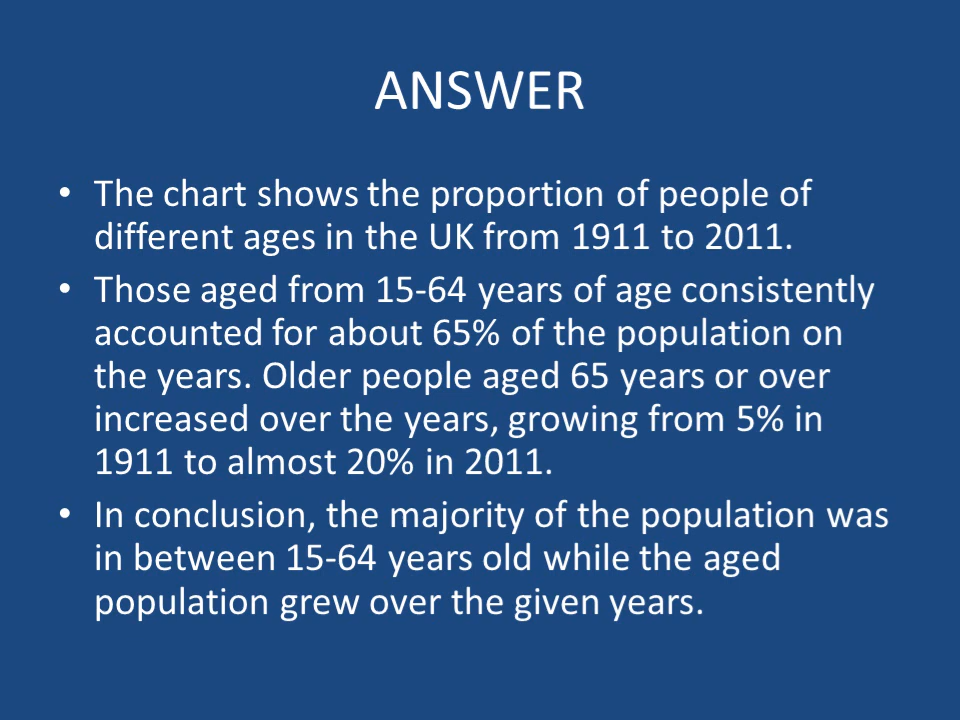 ANSWER
• The chart shows the proportion of people of
different ages in the UK from 1911 to 2011.
• Those aged from 15-64 years of age consistently
accounted for about 65% of the population on
the years. Older people aged 65 years or over
increased over the years, growing from 5% in
1911 to almost 20% in 2011.
• In conclusion, the majority of the population was
in between 15-64 years old while the aged
population grew over the given years.